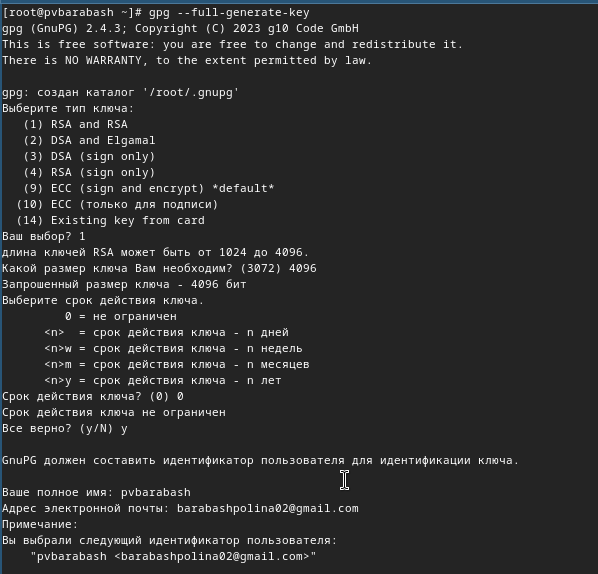 [root@pvbarabash ~]# gpg --full-generate-key
gpg (GnuPG) 2.4.3; Copyright (C) 2023 g10 Code GmbH
This is free software: you are free to change and redistribute it.
There is NO WARRANTY, to the extent permitted by law.

gpg: создан каталог '/root/.gnupg'
Выберите тип ключа:
   (1) RSA and RSA
   (2) DSA and Elgamal
   (3) DSA (sign only)
   (4) RSA (sign only)
   (9) ECC (sign and encrypt) *default*
  (10) ECC (только для подписи)
  (14) Existing key from card
Ваш выбор? 1
длина ключей RSA может быть от 1024 до 4096.
Какой размер ключа Вам необходим? (3072) 4096
Запрошенный размер ключа - 4096 бит
Выберите срок действия ключа.
         0 = не ограничен
      <n>  = срок действия ключа - n дней
      <n>w = срок действия ключа - n недель
      <n>m = срок действия ключа - n месяцев
      <n>y = срок действия ключа - n лет
Срок действия ключа? (0) 0
Срок действия ключа не ограничен
Все верно? (y/N) y

GnuPG должен составить идентификатор пользователя для идентификации ключа.

Ваше полное имя: pvbarabash
Адрес электронной почты: barabashpolina02@gmail.com
Примечание:
Вы выбрали следующий идентификатор пользователя:
    "pvbarabash <barabashpolina02@gmail.com>"